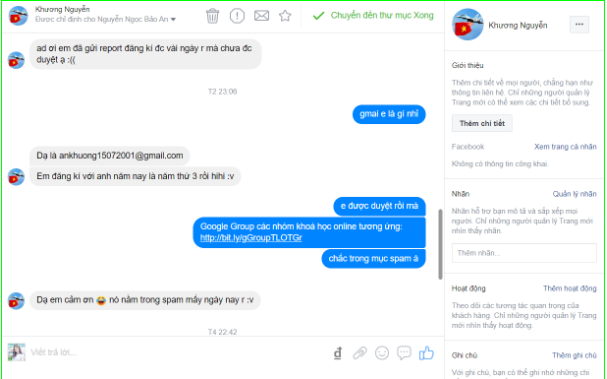 Khương Nguyễn
Được chỉ định cho Nguyễn Ngọc Bảo An
Chuyển đến thư mục Xong
ad ơi em đã gửi report đăng kí đc vài ngày r mà chưa đc
duyệt ạ :((
T2 23:06
gmai e là gì nhỉ
Dạ là ankhuong15072001@gmail.com
Em đăng kí với anh năm nay là năm thứ 3 rồi hihi :v
e được duyệt rồi mà
Google Group các nhóm khoá học online tương ứng:
http://bit.ly/gGroupTLOTGr
chắc trong mục spam á
Dạ em cảm ơn 😂 nó nằm trong spam mấy ngày nay r :v
T4 22:42
Viết trả lời...
Khương Nguyễn
Giới thiệu
Thêm chi tiết về mọi người, chẳng hạn như
thông tin liên hệ. Chỉ những người quản lý
Trang mới có thể xem các chi tiết bổ sung.
Thêm chi tiết
Facebook
Xem trang cá nhân
Không có thông tin công khai
Nhãn
Quản lý nhãn
Nhãn hỗ trợ bạn mô tả và sắp xếp mọi
người. Chỉ những người quản lý Trang mới
nhìn thấy nhãn.
Thêm nhãn...
Hoạt động
Thêm hoạt động
Theo dõi các tương tác quan trọng của
khách hàng. Chỉ những người quản lý Trang
mới nhìn thấy hoạt động.
Ghi chú
Thêm ghi chú
Với ghi chú, bạn có thể ghi nhớ những chi